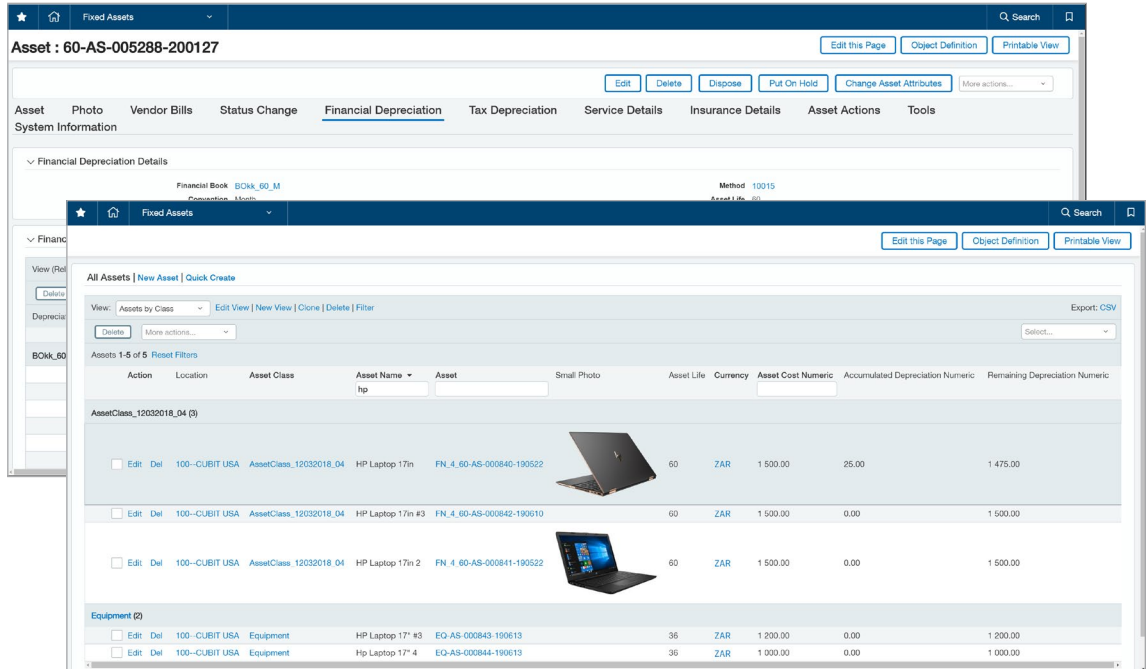 Fixed Assets
Search
Asset : 60-AS-005288-200127
Edit this Page Object Definition Printable View
Edit Delete Dispose Put On Hold Change Asset Attributes More actions...
Asset Photo Vendor Bills Status Change Financial Depreciation Tax Depreciation Service Details Insurance Details Asset Actions Tools
System Information
Financial Depreciation Details
Financial Book BOkk_60_M Method 10015
Convention Month Asset Life 60
Financ
View (Rel
Delete
Depreciat
BOkk_60
Fixed Assets
Search
Edit this Page Object Definition Printable View
All Assets | New Asset | Quick Create
View: Assets by Class Edit View | New View | Clone | Delete | Filter Export: CSV
Delete More actions... Select...
Assets 1-5 of 5 Reset Filters
Action Location Asset Class Asset Name Asset Small Photo Asset Life Currency Asset Cost Numeric Accumulated Depreciation Numeric Remaining Depreciation Numeric
hp
AssetClass_12032018_04 (3)
Edit Del 100--CUBIT USA AssetClass_12032018_04 HP Laptop 17in FN_4_60-AS-000840-190522 60 ZAR 1 500.00 25.00 1 475.00
Edit Del 100--CUBIT USA AssetClass_12032018_04 HP Laptop 17in #3 FN_4_60-AS-000842-190610 60 ZAR 1 500.00 0.00 1 500.00
Edit Del 100--CUBIT USA AssetClass_12032018_04 HP Laptop 17in 2 FN_4_60-AS-000841-190522 60 ZAR 1 500.00 0.00 1 500.00
Equipment (2)
Edit Del 100--CUBIT USA Equipment HP Laptop 17" #3 EQ-AS-000843-190613 36 ZAR 1 200.00 0.00 1 200.00
Edit Del 100--CUBIT USA Equipment Hp Laptop 17" 4 EQ-AS-000844-190613 36 ZAR 1 000.00 0.00 1 000.00